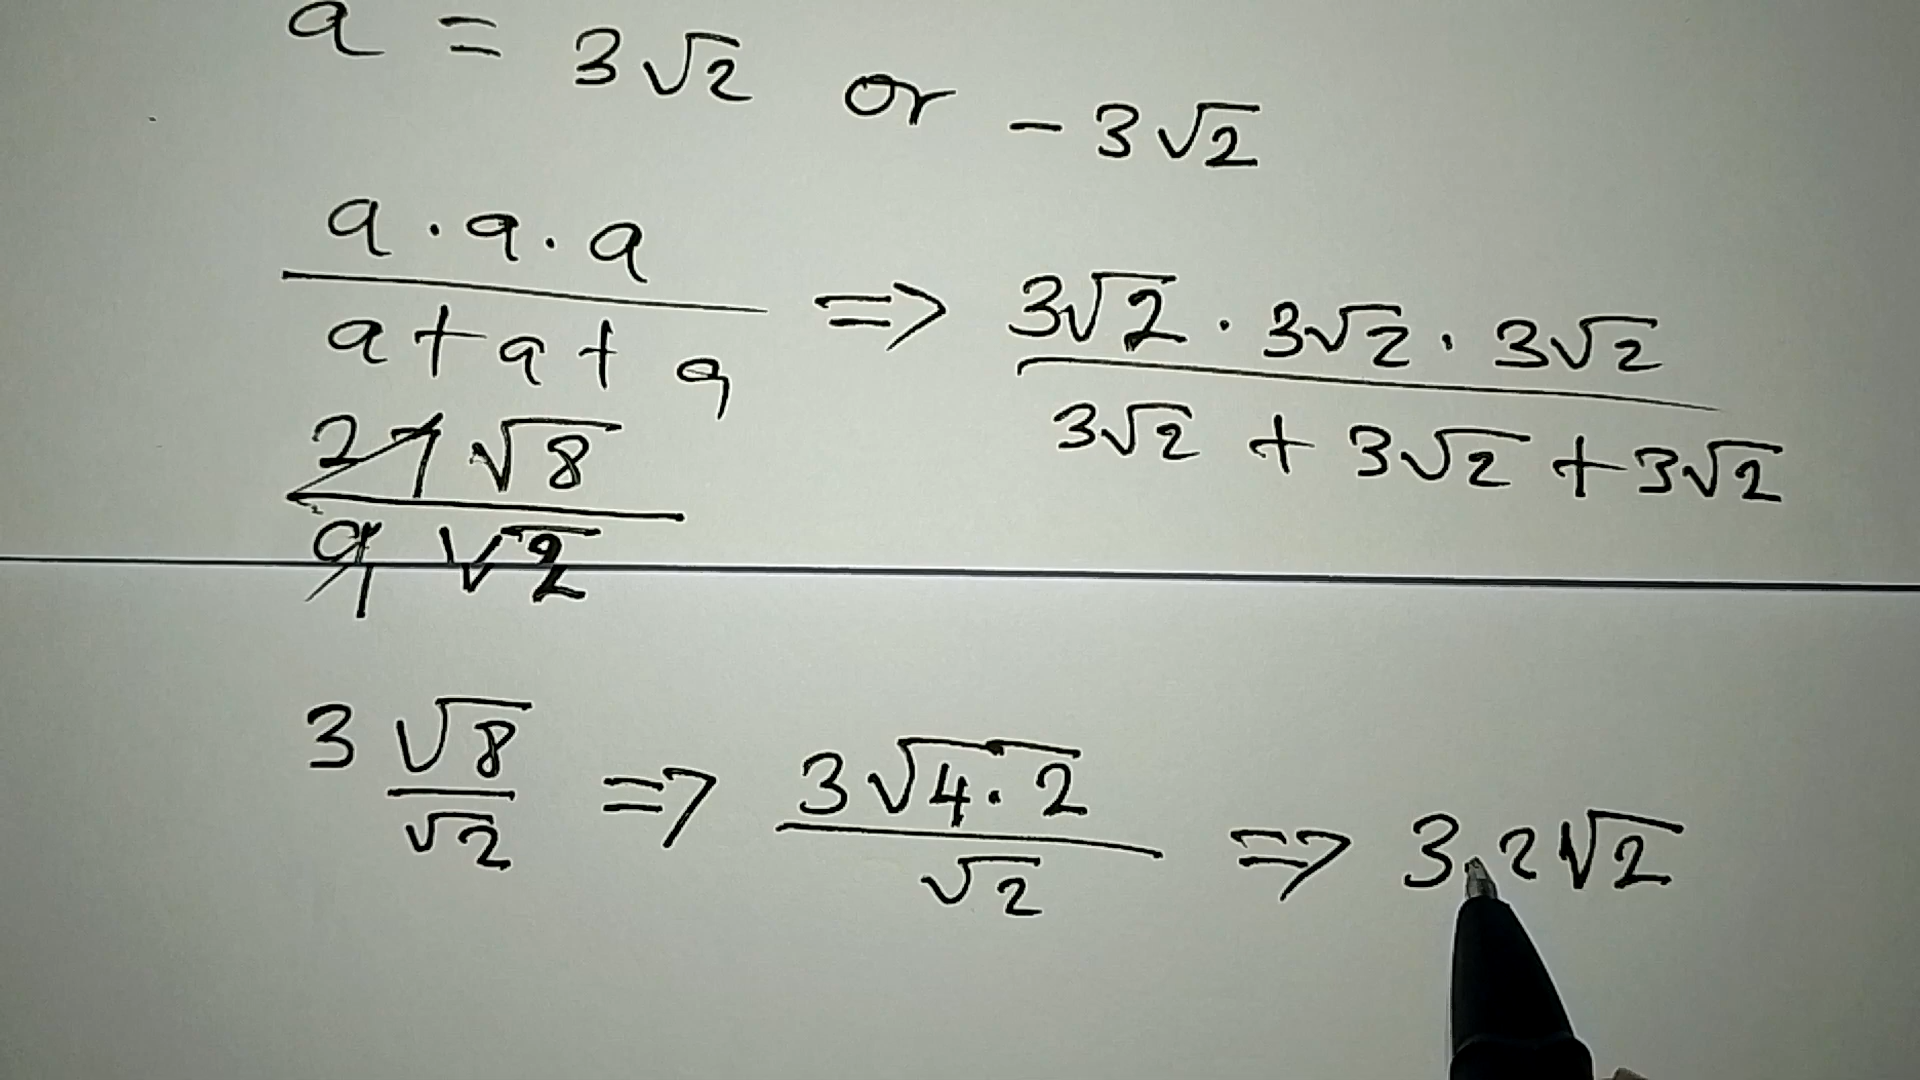 a = 3√2 or -3√2
a . a . a / a + a + a => 3√2 . 3√2 . 3√2 / 3√2 + 3√2 + 3√2
27√8 / 9√2
3 √8/√2 => 3√4.2 / √2 => 3.2√2